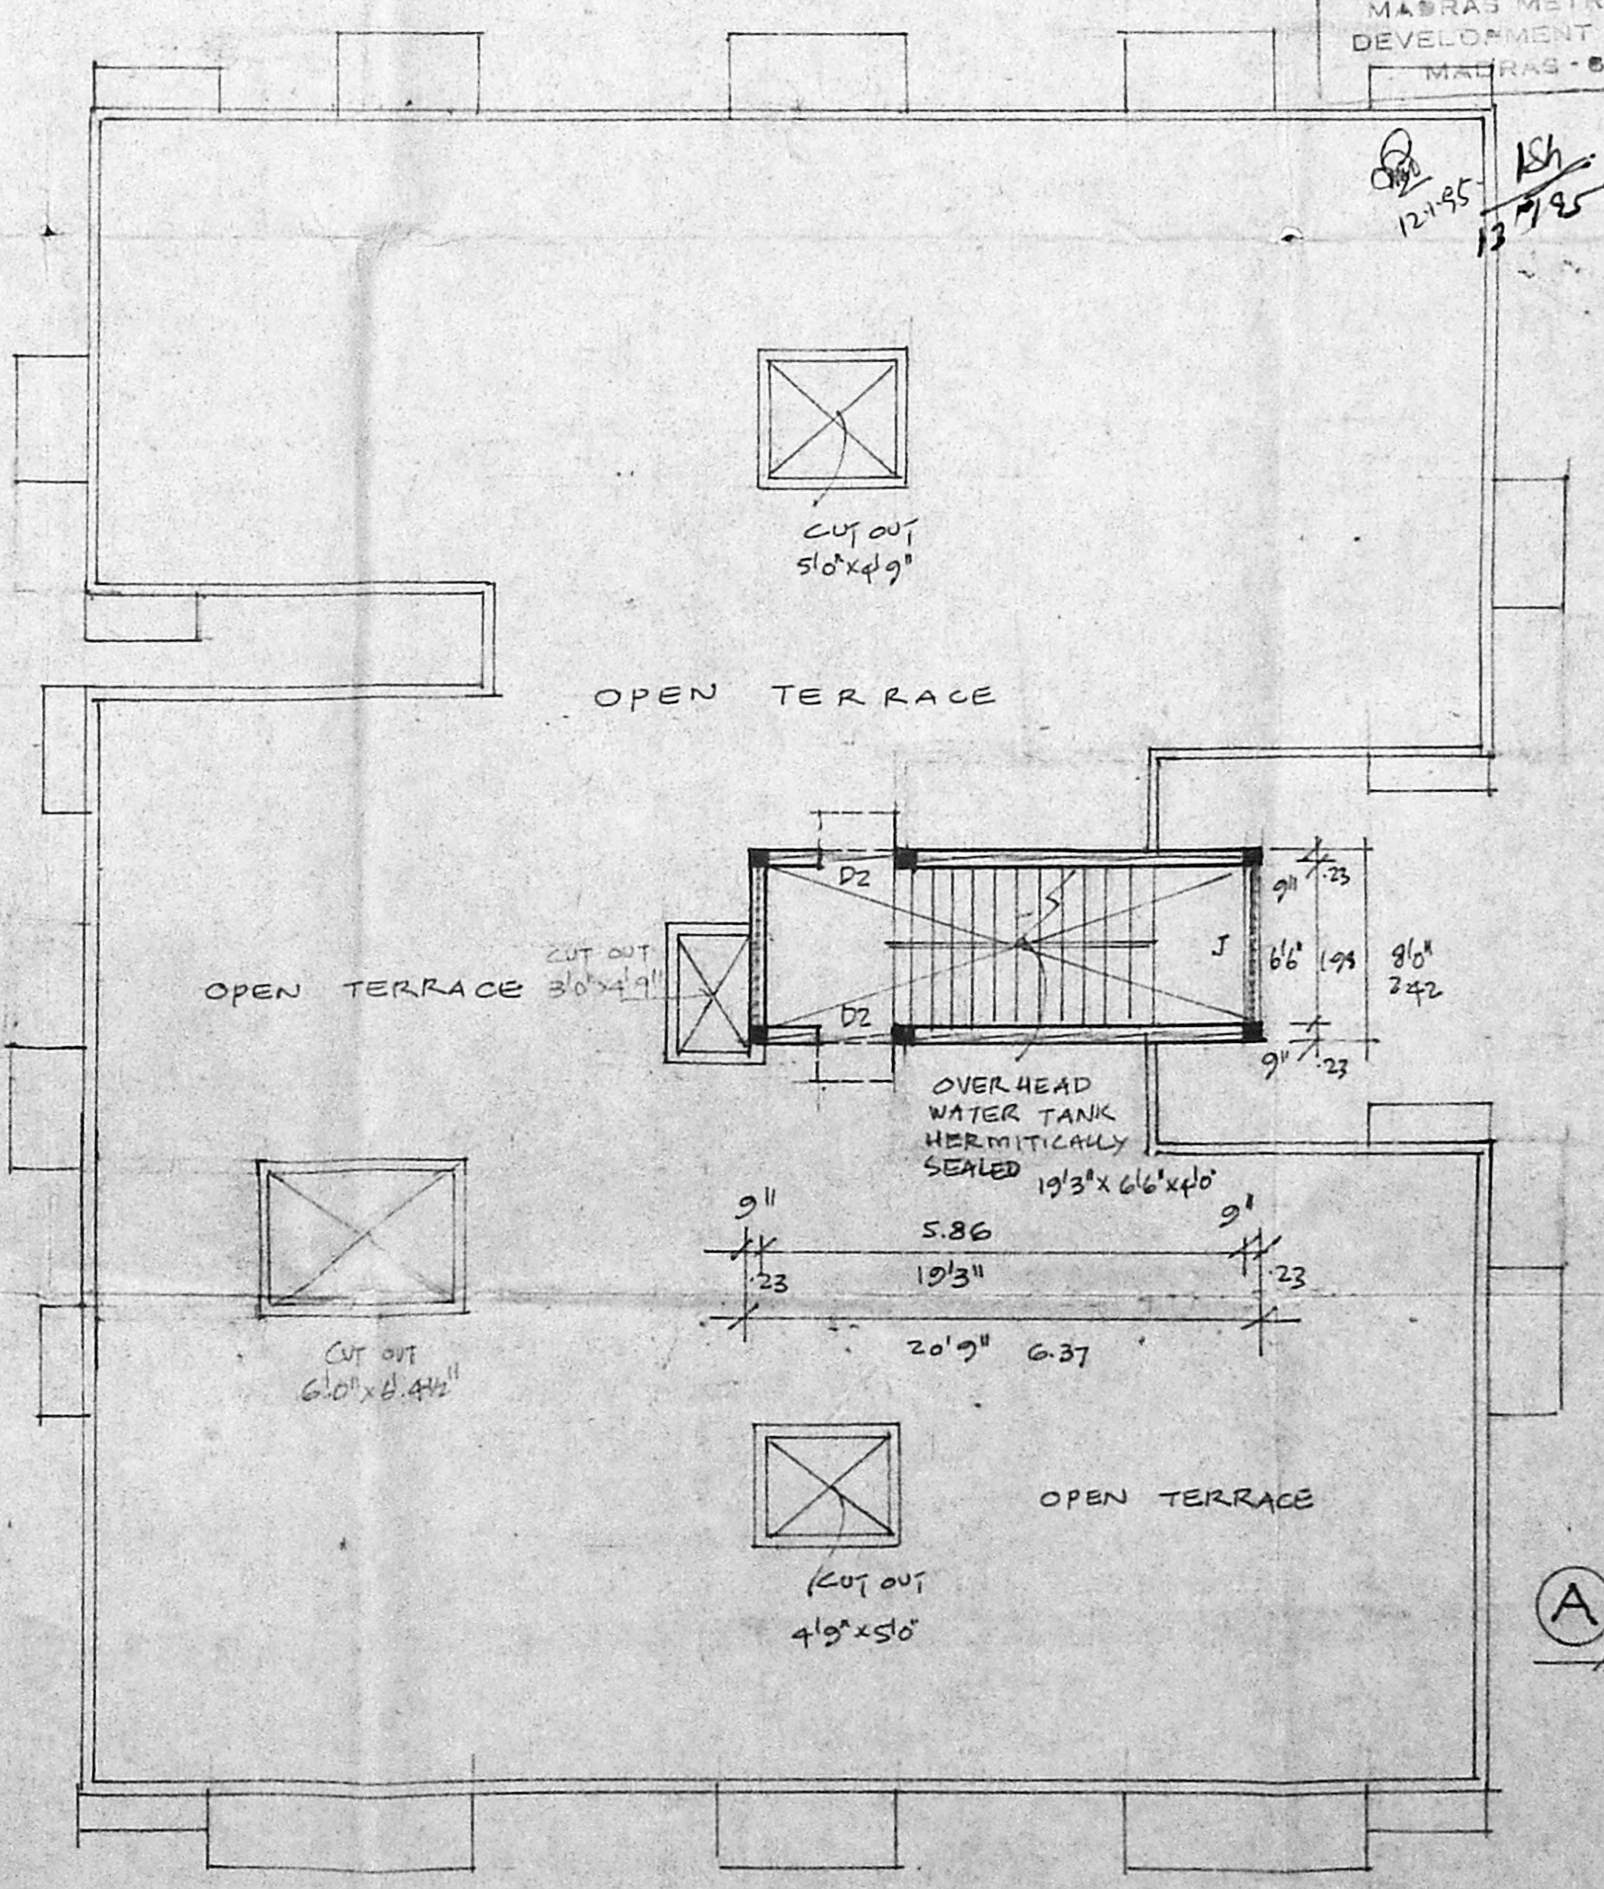 MADRAS METR
DEVELOPMENT
MADRAS - 6
12-1-95
CUT OUT
5'0"x4'9"
OPEN TERRACE
D2
9" .23
CUT OUT
3'0"x4'9"
OPEN TERRACE
J
6'6" 1.98
8'0"
2.42
D2
9" .23
OVERHEAD
WATER TANK
HERMITICALLY
SEALED 19'3"x6'6"x4'0"
9" 9"
5.86
.23 19'3" .23
20'9" 6.37
CUT OUT
OPEN TERRACE
CUT OUT
4'9"x5'0"
A